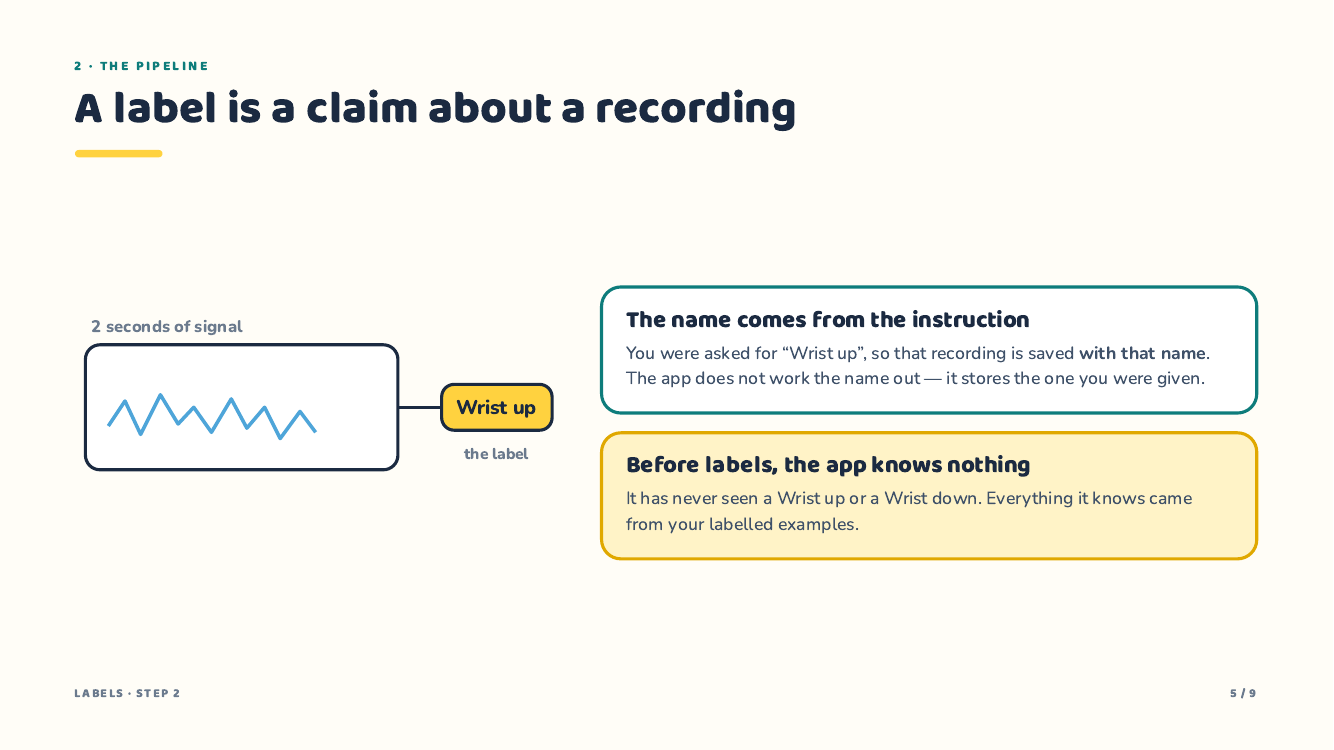 2 · THE PIPELINE
A label is a claim about a recording
2 seconds of signal
Wrist up
the label
The name comes from the instruction
You were asked for “Wrist up”, so that recording is saved with that name.
The app does not work the name out — it stores the one you were given.
Before labels, the app knows nothing
It has never seen a Wrist up or a Wrist down. Everything it knows came
from your labelled examples.
LABELS · STEP 2
5 / 9